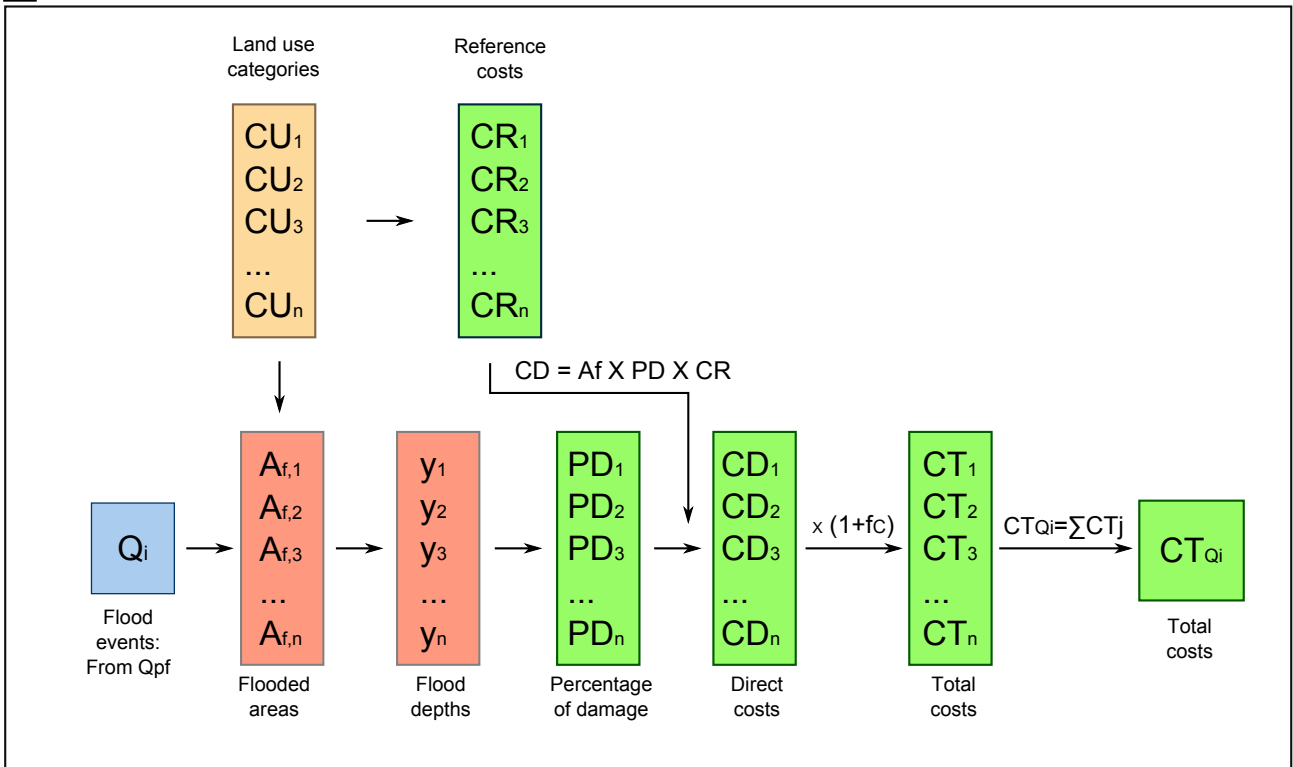 Land use
categories
Reference
costs
CU1
CU2
CU3
...
CUn
CR1
CR2
CR3
...
CRn
CD = Af X PD X CR
Qi
Flood
events:
From Qpf
Af,1
Af,2
Af,3
...
Af,n
Flooded
areas
y1
y2
y3
...
yn
Flood
depths
PD1
PD2
PD3
...
PDn
Percentage
of damage
CD1
CD2
CD3
...
CDn
Direct
costs
x (1+fC)
CT1
CT2
CT3
...
CTn
Total
costs
CTQi=∑CTj
CTQi
Total
costs